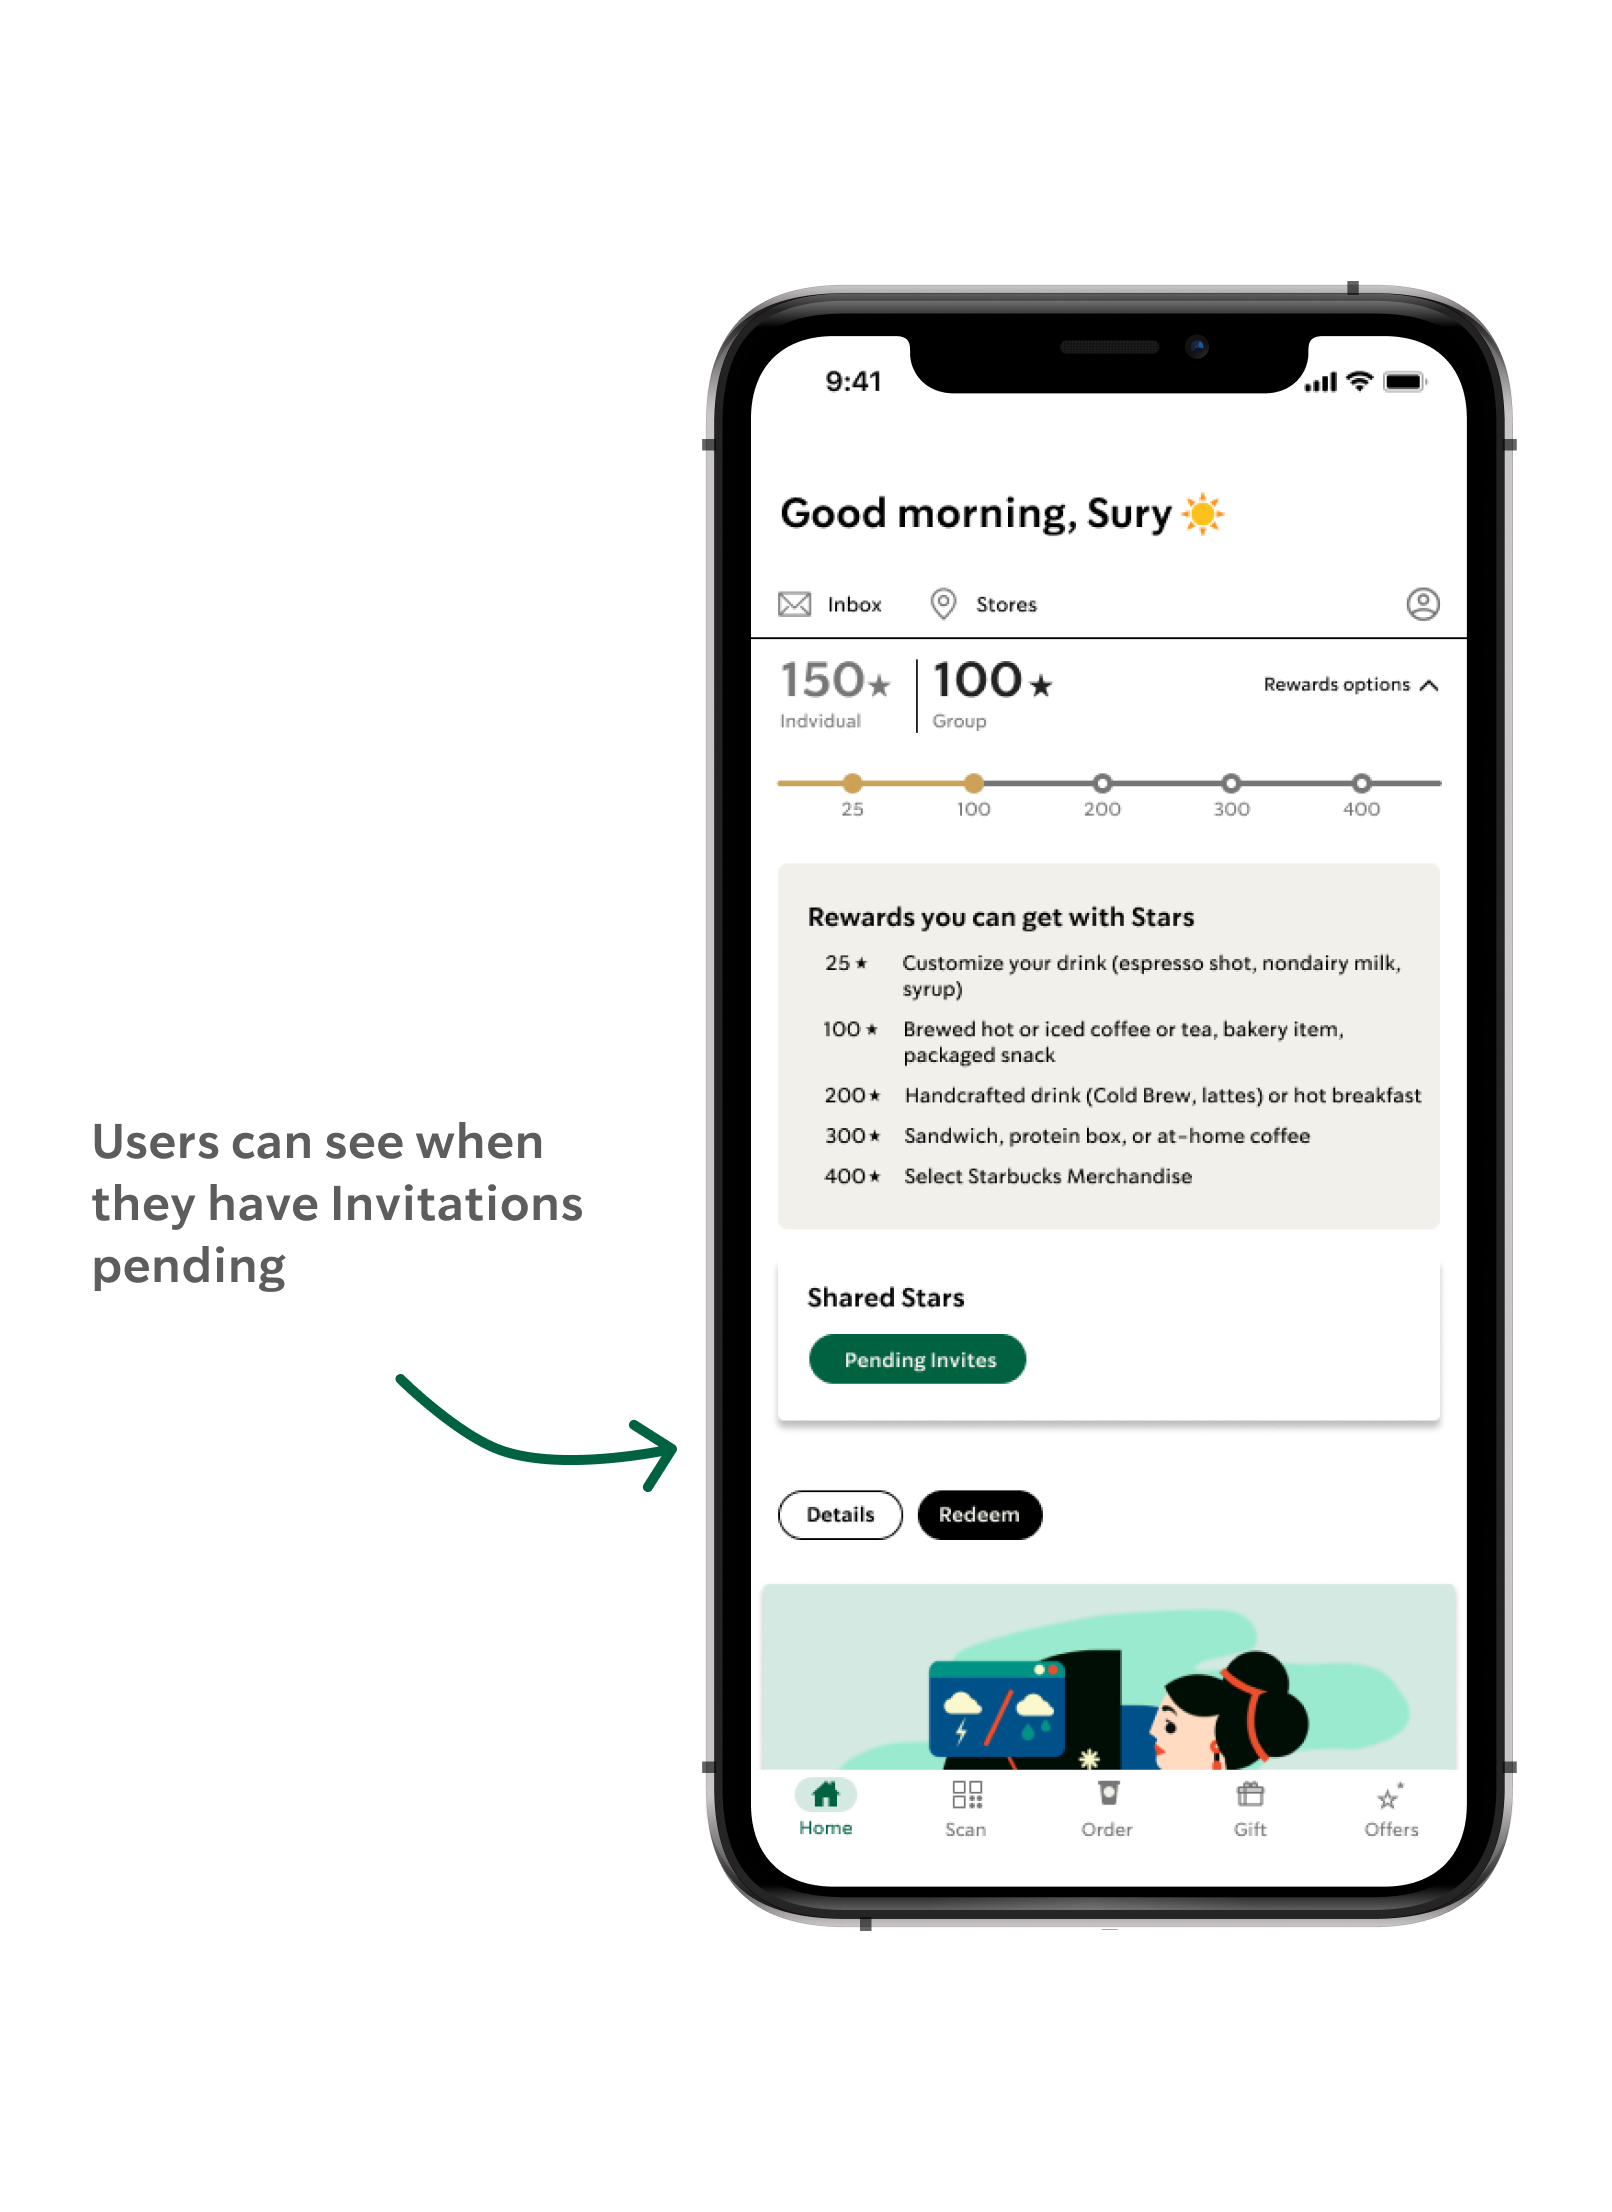 9:41
Good morning, Sury
Inbox
Stores
150★
100★
Rewards options
Indvidual
Group
25
100
200
300
400
Rewards you can get with Stars
25★ Customize your drink (espresso shot, nondairy milk,
syrup)
100★ Brewed hot or iced coffee or tea, bakery item,
packaged snack
200★ Handcrafted drink (Cold Brew, lattes) or hot breakfast
300★ Sandwich, protein box, or at-home coffee
400★ Select Starbucks Merchandise
Users can see when
they have Invitations
pending
Shared Stars
Pending Invites
Details
Redeem
Home
Scan
Order
Gift
Offers